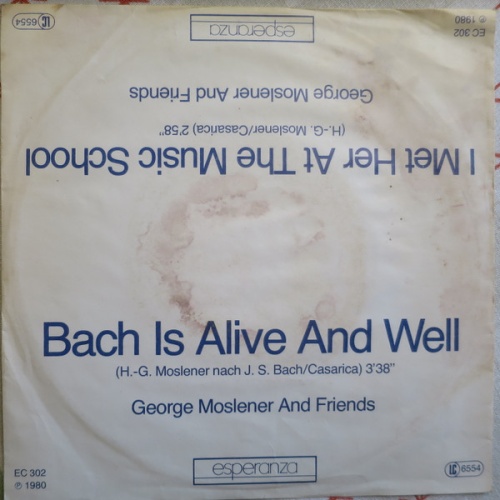 LC 6554
esperanza
EC 302
℗ 1980
George Moslener And Friends
(H.-G. Moslener/Casarica) 2'58"
I Met Her At The Music School
Bach Is Alive And Well
(H.-G. Moslener nach J. S. Bach/Casarica) 3'38"
George Moslener And Friends
EC 302
℗ 1980
esperanza
LC 6554